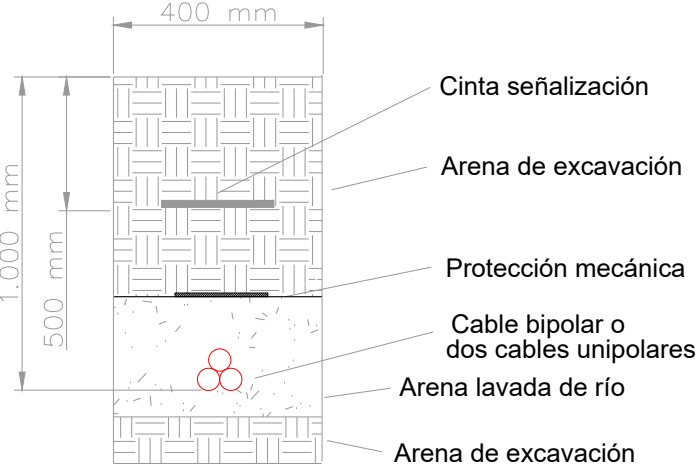 400 mm
Cinta señalización
Arena de excavación
1.000 mm
500 mm
Protección mecánica
Cable bipolar o
dos cables unipolares
Arena lavada de río
Arena de excavación